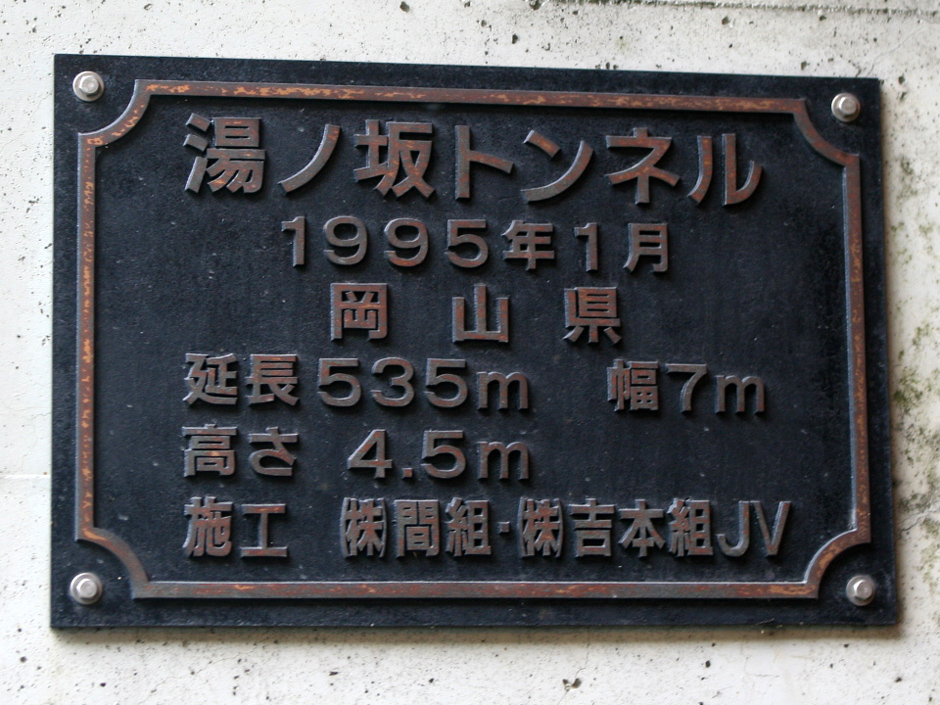 湯ノ坂トンネル
1995年1月
岡山県
延長535m 幅7m
高さ 4.5m
施工 ㈱間組・㈱吉本組JV